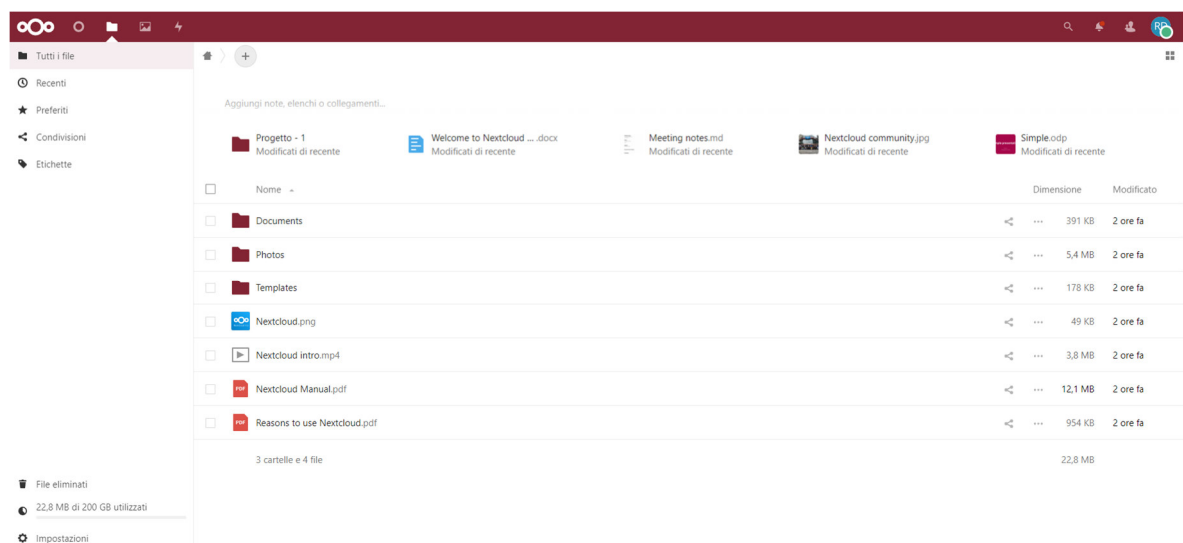 RD
Tutti i file
Recenti
Preferiti
Condivisioni
Etichette
Aggiungi note, elenchi o collegamenti...
Progetto - 1
Modificati di recente
Welcome to Nextcloud ... .docx
Modificati di recente
Meeting notes.md
Modificati di recente
Nextcloud community.jpg
Modificati di recente
Simple.odp
Modificati di recente
Nome Dimensione Modificato
Documents 391 KB 2 ore fa
Photos 5,4 MB 2 ore fa
Templates 178 KB 2 ore fa
Nextcloud.png 49 KB 2 ore fa
Nextcloud intro.mp4 3,8 MB 2 ore fa
PDF Nextcloud Manual.pdf 12,1 MB 2 ore fa
PDF Reasons to use Nextcloud.pdf 954 KB 2 ore fa
3 cartelle e 4 file 22,8 MB
File eliminati
22,8 MB di 200 GB utilizzati
Impostazioni